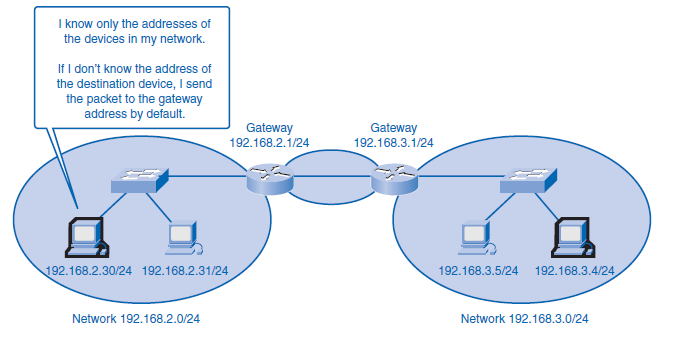 I know only the addresses of
the devices in my network.
If I don't know the address of
the destination device, I send
the packet to the gateway
address by default.
Gateway
192.168.2.1/24
Gateway
192.168.3.1/24
192.168.2.30/24
192.168.2.31/24
192.168.3.5/24
192.168.3.4/24
Network 192.168.2.0/24
Network 192.168.3.0/24